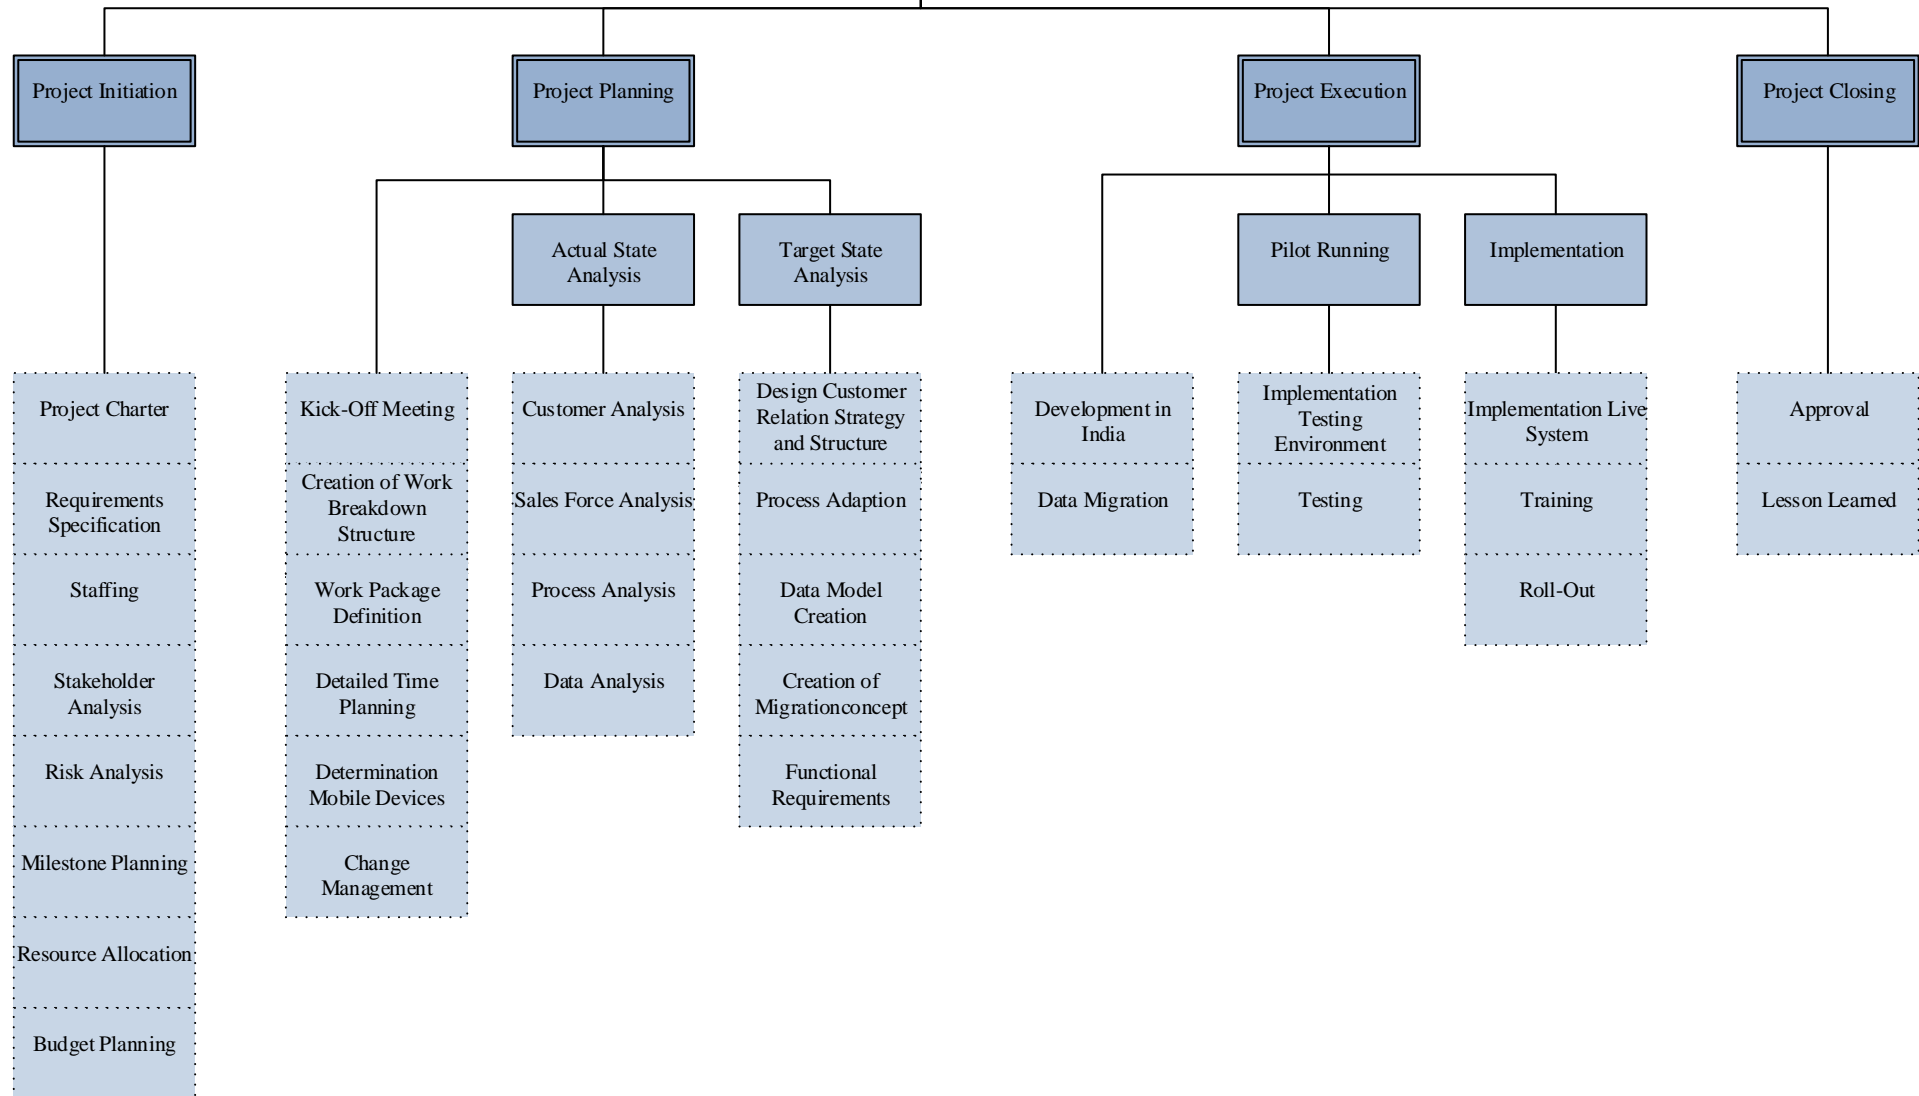 Project Initiation
Project Planning
Project Execution
Project Closing
Actual State
Analysis
Target State
Analysis
Pilot Running
Implementation
Project Charter
Requirements
Specification
Staffing
Stakeholder
Analysis
Risk Analysis
Milestone Planning
Resource Allocation
Budget Planning
Kick-Off Meeting
Creation of Work
Breakdown
Structure
Work Package
Definition
Detailed Time
Planning
Determination
Mobile Devices
Change
Management
Customer Analysis
Sales Force Analysis
Process Analysis
Data Analysis
Design Customer
Relation Strategy
and Structure
Process Adaption
Data Model
Creation
Creation of
Migrationconcept
Functional
Requirements
Development in
India
Data Migration
Implementation
Testing
Environment
Testing
Implementation Live
System
Training
Roll-Out
Approval
Lesson Learned